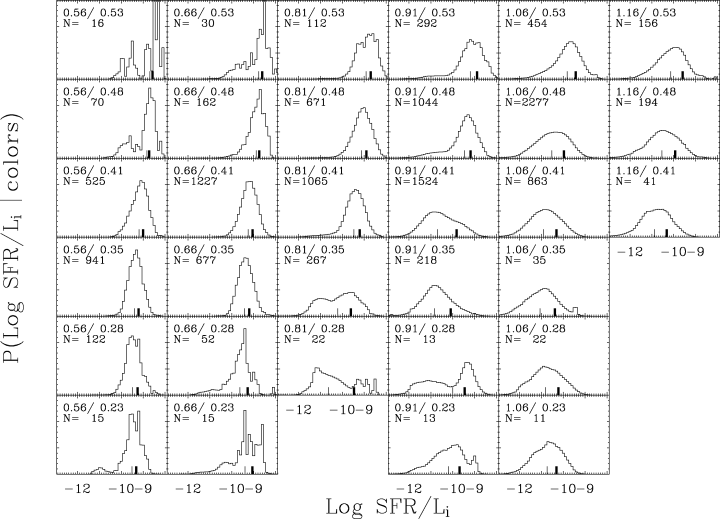 0.56/ 0.53
N= 16
0.66/ 0.53
N= 30
0.81/ 0.53
N= 112
0.91/ 0.53
N= 292
1.06/ 0.53
N= 454
1.16/ 0.53
N= 156
0.56/ 0.48
N= 70
0.66/ 0.48
N= 162
0.81/ 0.48
N= 671
0.91/ 0.48
N=1044
1.06/ 0.48
N=2277
1.16/ 0.48
N= 194
0.56/ 0.41
N= 525
0.66/ 0.41
N=1227
0.81/ 0.41
N=1065
0.91/ 0.41
N=1524
1.06/ 0.41
N= 863
1.16/ 0.41
N= 41
-12 -10-9
0.56/ 0.35
N= 941
0.66/ 0.35
N= 677
0.81/ 0.35
N= 267
0.91/ 0.35
N= 218
1.06/ 0.35
N= 35
0.56/ 0.28
N= 122
0.66/ 0.28
N= 52
0.81/ 0.28
N= 22
0.91/ 0.28
N= 13
1.06/ 0.28
N= 22
-12 -10-9
0.56/ 0.23
N= 15
0.66/ 0.23
N= 15
0.91/ 0.23
N= 13
1.06/ 0.23
N= 11
-12 -10-9 -12 -10-9 -12 -10-9 -12 -10-9
Log SFR/Li
P(Log SFR/Li | colors)